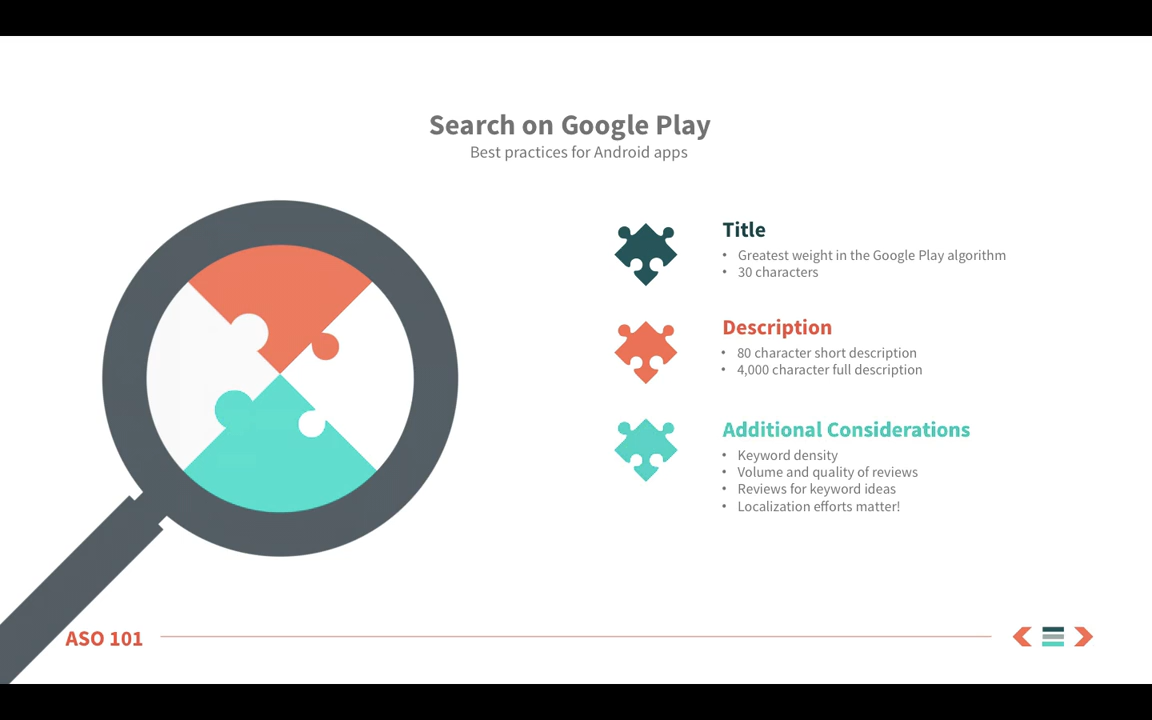 Search on Google Play
Best practices for Android apps
Title
• Greatest weight in the Google Play algorithm
• 30 characters
Description
• 80 character short description
• 4,000 character full description
Additional Considerations
• Keyword density
• Volume and quality of reviews
• Reviews for keyword ideas
• Localization efforts matter!
ASO 101